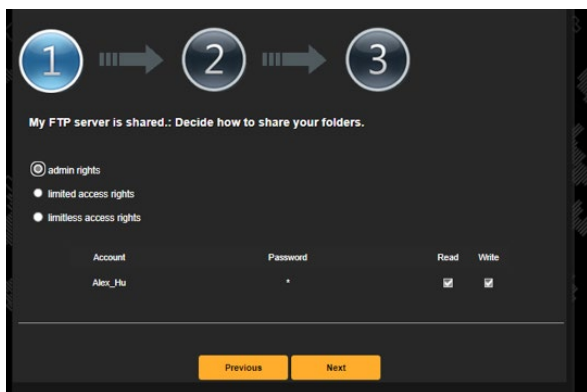 1 2 3
My FTP server is shared.: Decide how to share your folders.
admin rights
limited access rights
limitless access rights
Account Password Read Write
Alex_Hu *
Previous Next